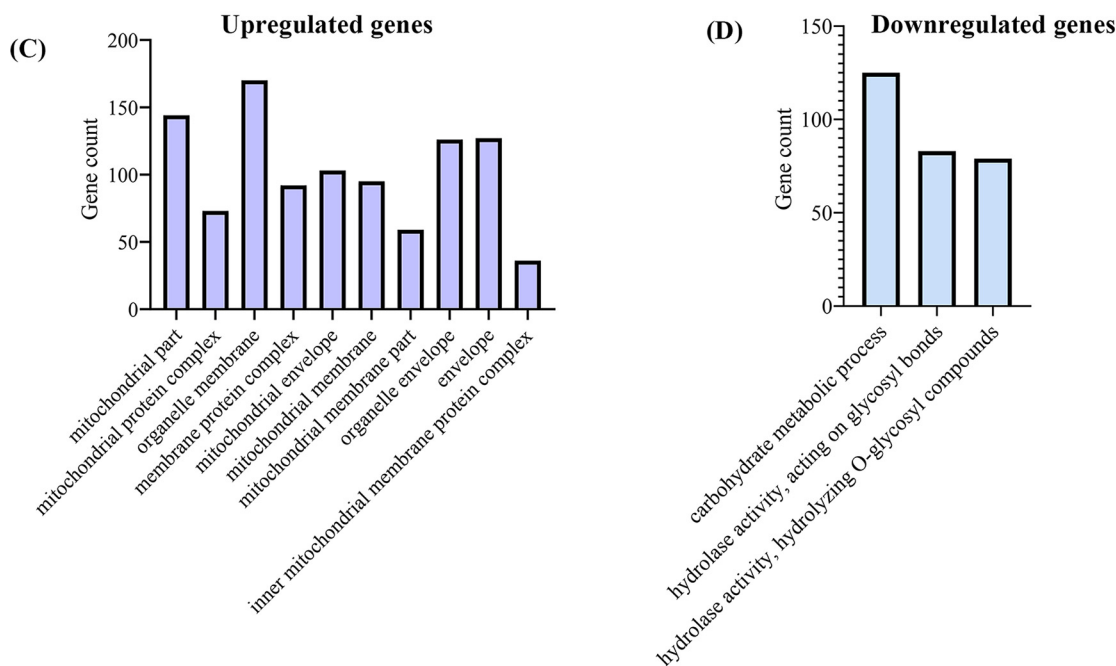 (C)
Upregulated genes
Gene count
200
150
100
50
0
mitochondrial part
mitochondrial protein complex
organelle membrane
membrane protein complex
mitochondrial envelope
mitochondrial membrane
mitochondrial membrane part
organelle envelope
envelope
inner mitochondrial membrane protein complex
(D)
Downregulated genes
Gene count
150
100
50
0
carbohydrate metabolic process
hydrolase activity, acting on glycosyl bonds
hydrolase activity, hydrolyzing O-glycosyl compounds